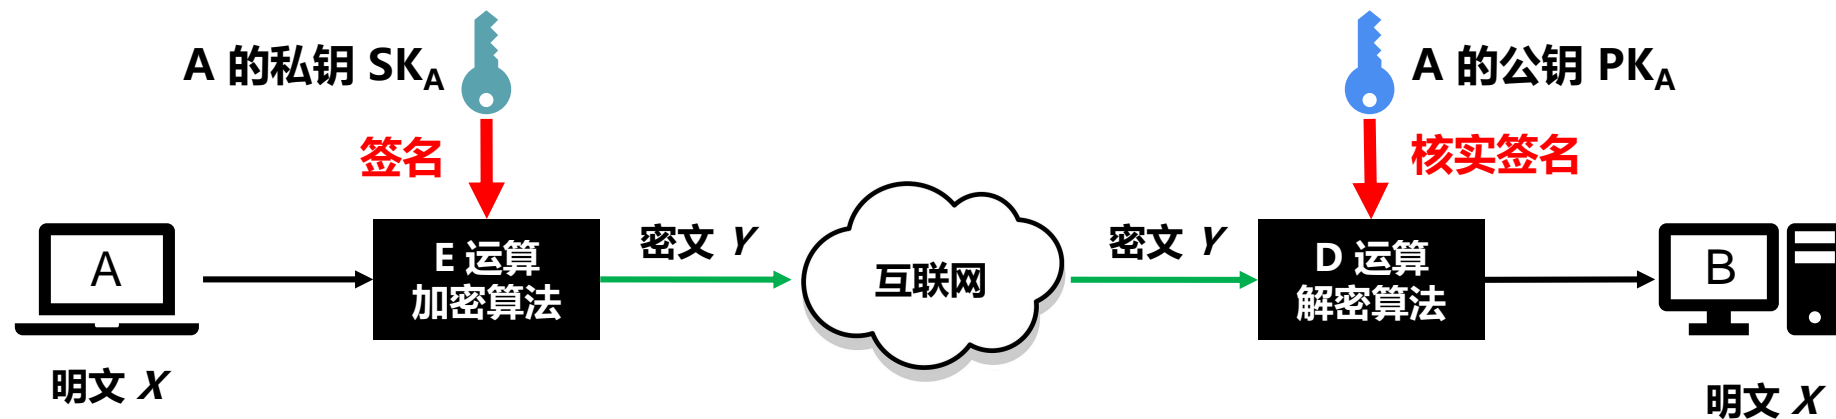 A 的私钥 SKA
A 的公钥 PKA
签名
核实签名
A
E 运算
加密算法
密文 Y
互联网
密文 Y
D 运算
解密算法
B
明文 X
明文 X